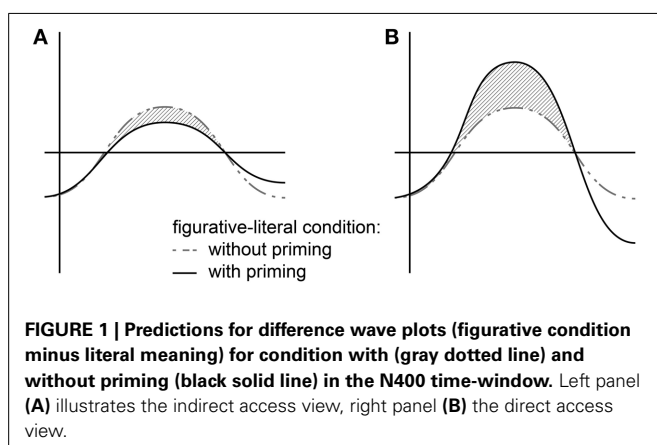 A
B
figurative-literal condition:
without priming
with priming
FIGURE 1 | Predictions for difference wave plots (figurative condition
minus literal meaning) for condition with (gray dotted line) and
without priming (black solid line) in the N400 time-window. Left panel
(A) illustrates the indirect access view, right panel (B) the direct access
view.